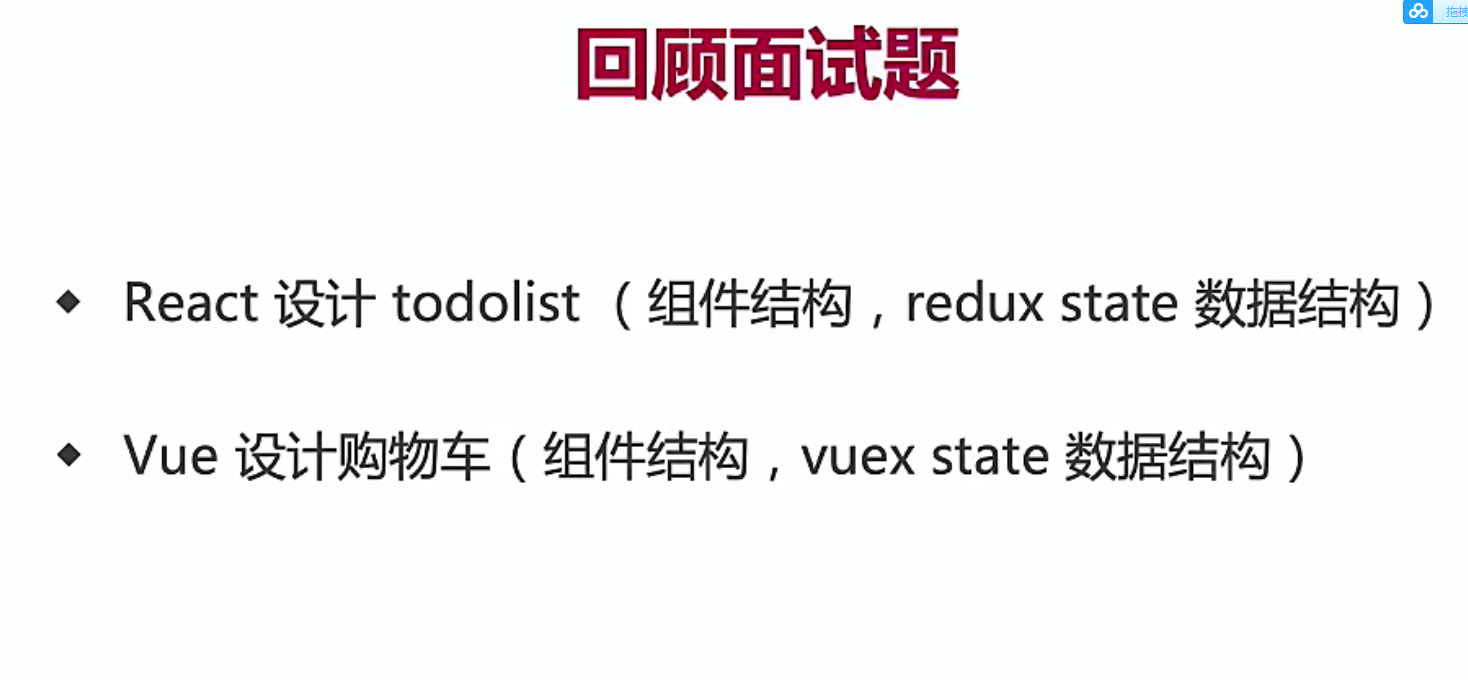 拖拽
回顾面试题
◆ React 设计 todolist （组件结构，redux state 数据结构）
◆ Vue 设计购物车（组件结构，vuex state 数据结构）